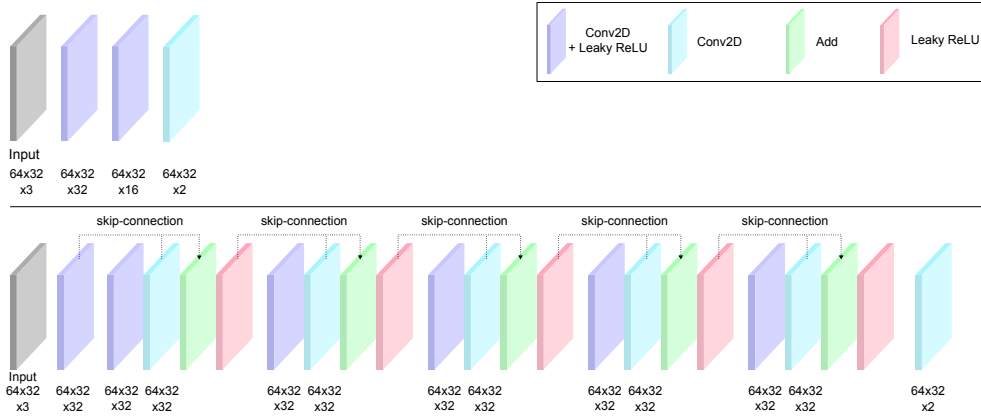 Conv2D
+ Leaky ReLU
Conv2D
Add
Leaky ReLU
Input
64x32 64x32 64x32 64x32
x3 x32 x16 x2
skip-connection skip-connection skip-connection skip-connection skip-connection
Input
64x32 64x32 64x32 64x32 64x32 64x32 64x32 64x32 64x32 64x32 64x32 64x32 64x32
x3 x32 x32 x32 x32 x32 x32 x32 x32 x32 x32 x32 x2